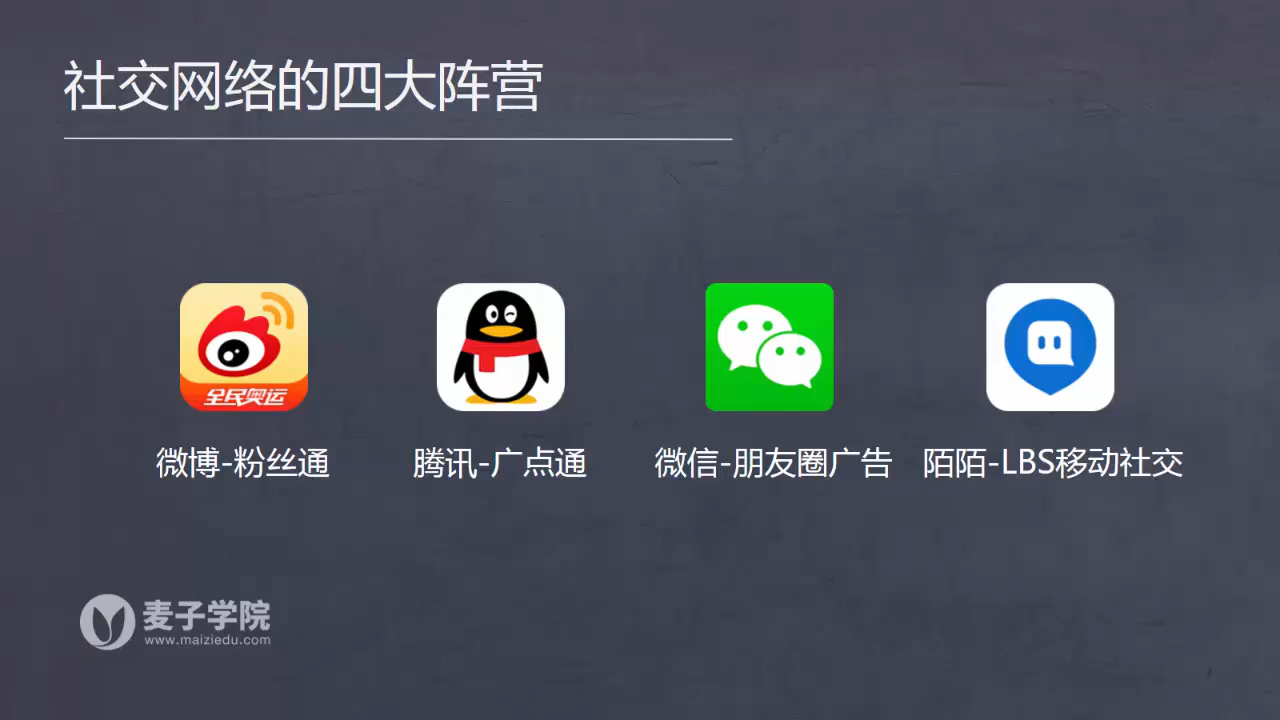 社交网络的四大阵营
全民奥运
微博-粉丝通
腾讯-广点通
微信-朋友圈广告
陌陌-LBS移动社交
麦子学院
www.maiziedu.com